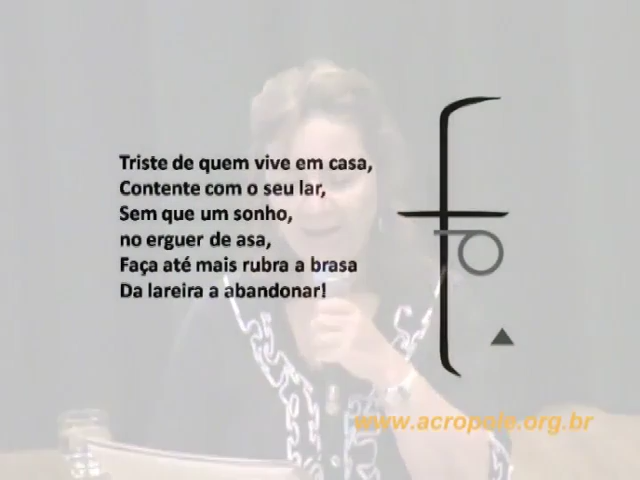 Triste de quem vive em casa,
Contente com o seu lar,
Sem que um sonho,
no erguer de asa,
Faça até mais rubra a brasa
Da lareira a abandonar!
www.acropole.org.br